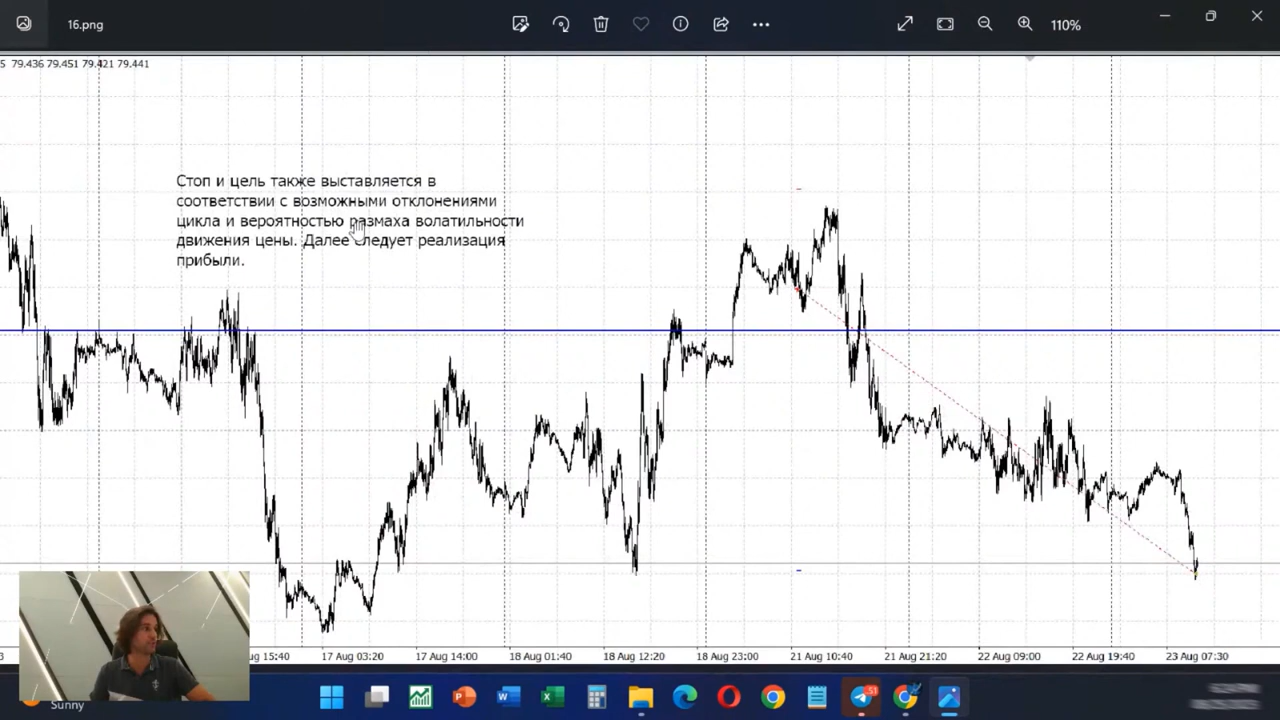 16.png
110%
79.436 79.451 79.421 79.441
Стоп и цель также выставляется в
соответствии с возможными отклонениями
цикла и вероятностью размаха волатильности
движения цены. Далее следует реализация
прибыли.
15:40 17 Aug 03:20 17 Aug 14:00 18 Aug 01:40 18 Aug 12:20 18 Aug 23:00 21 Aug 10:40 21 Aug 21:20 22 Aug 09:00 22 Aug 19:40 23 Aug 07:30
51
Sunny